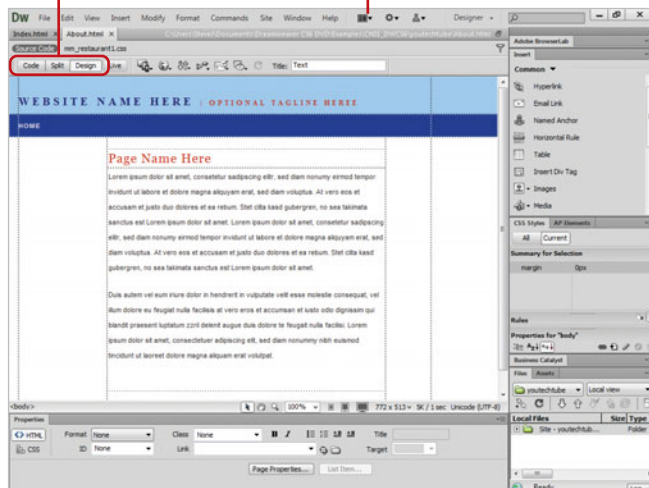 Dw File Edit View Insert Modify Format Commands Site Window Help Designer
Index.html × About.html ×
Source Code mm_restaurant1.css
Code Split Design Live Title: Text
WEBSITE NAME HERE | OPTIONAL TAGLINE HEREE
HOME
Page Name Here
Lorem ipsum dolor sit amet, consetetur sadipscing elitr, sed diam nonumy eirmod tempor
invidunt ut labore et dolore magna aliquyam erat, sed diam voluptua. At vero eos et
accusam et justo duo dolores et ea rebum. Stet clita kasd gubergren, no sea takimata
sanctus est Lorem ipsum dolor sit amet. Lorem ipsum dolor sit amet, consetetur sadipscing
elitr, sed diam nonumy eirmod tempor invidunt ut labore et dolore magna aliquyam erat, sed
diam voluptua. At vero eos et accusam et justo duo dolores et ea rebum. Stet clita kasd
gubergren, no sea takimata sanctus est Lorem ipsum dolor sit amet.
Duis autem vel eum iriure dolor in hendrerit in vulputate velit esse molestie consequat, vel
illum dolore eu feugiat nulla facilisis at vero eros et accumsan et iusto odio dignissim qui
blandit praesent luptatum zzril delenit augue duis dolore te feugait nulla facilisi. Lorem
ipsum dolor sit amet, consectetuer adipiscing elit, sed diam nonummy nibh euismod
tincidunt ut laoreet dolore magna aliquam erat volutpat.
<body> 100% 772 x 513 5K / 1 sec Unicode (UTF-8)
Properties
<> HTML Format None Class None B I Title
CSS ID None Link Target
Page Properties... List Item...
Adobe BrowserLab
Insert
Common
Hyperlink
Email Link
Named Anchor
Horizontal Rule
Table
Insert Div Tag
Images
Media
CSS Styles AP Elements
All Current
Summary for Selection
margin 0px
Rules
Properties for "body"
Business Catalyst
Files Assets
youtechtube Local view
Local Files Size Type
Site - youtechtub... Folder
Ready